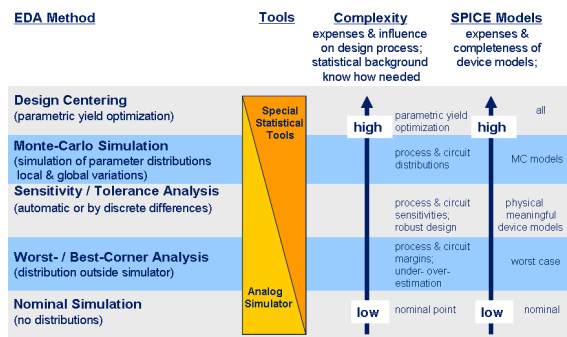 EDA Method
Tools
Complexity
expenses & influence
on design process;
statistical background
know how needed
SPICE Models
expenses &
completeness of
device models;
Design Centering
(parametric yield optimization)
Special
Statistical
Tools
high
parametric yield
optimization
high
all
Monte-Carlo Simulation
(simulation of parameter distributions
local & global variations)
process & circuit
distributions
MC models
Sensitivity / Tolerance Analysis
(automatic or by discrete differences)
process & circuit
sensitivities;
robust design
physical
meaningful
device models
Worst- / Best-Corner Analysis
(distribution outside simulator)
process & circuit
margins;
under- over-
estimation
worst case
Analog
Simulator
Nominal Simulation
(no distributions)
low
nominal point
low
nominal